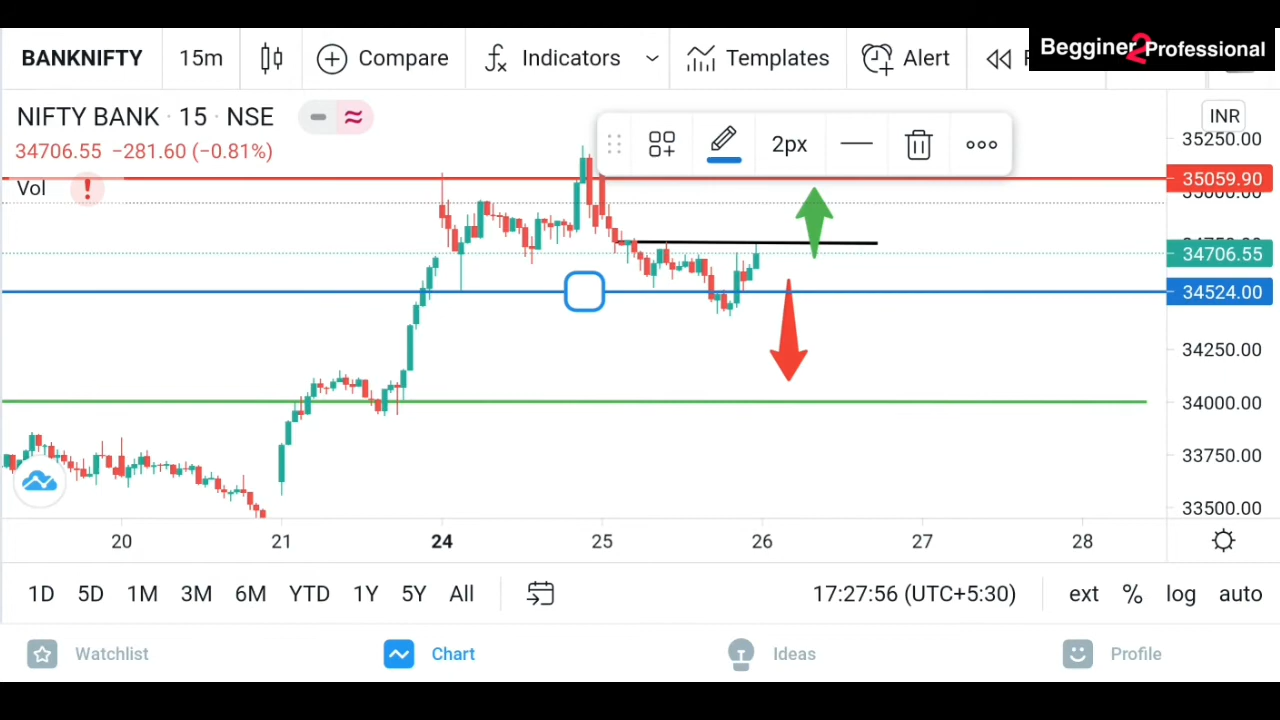 BANKNIFTY 15m Compare Indicators Templates Alert
Begginer2Professional
NIFTY BANK · 15 · NSE
INR
34706.55 −281.60 (−0.81%)
2px
Vol
35250.00
35059.90
35000.00
34706.55
34524.00
34250.00
34000.00
33750.00
33500.00
20 21 24 25 26 27 28
1D 5D 1M 3M 6M YTD 1Y 5Y All 17:27:56 (UTC+5:30) ext % log auto
Watchlist Chart Ideas Profile